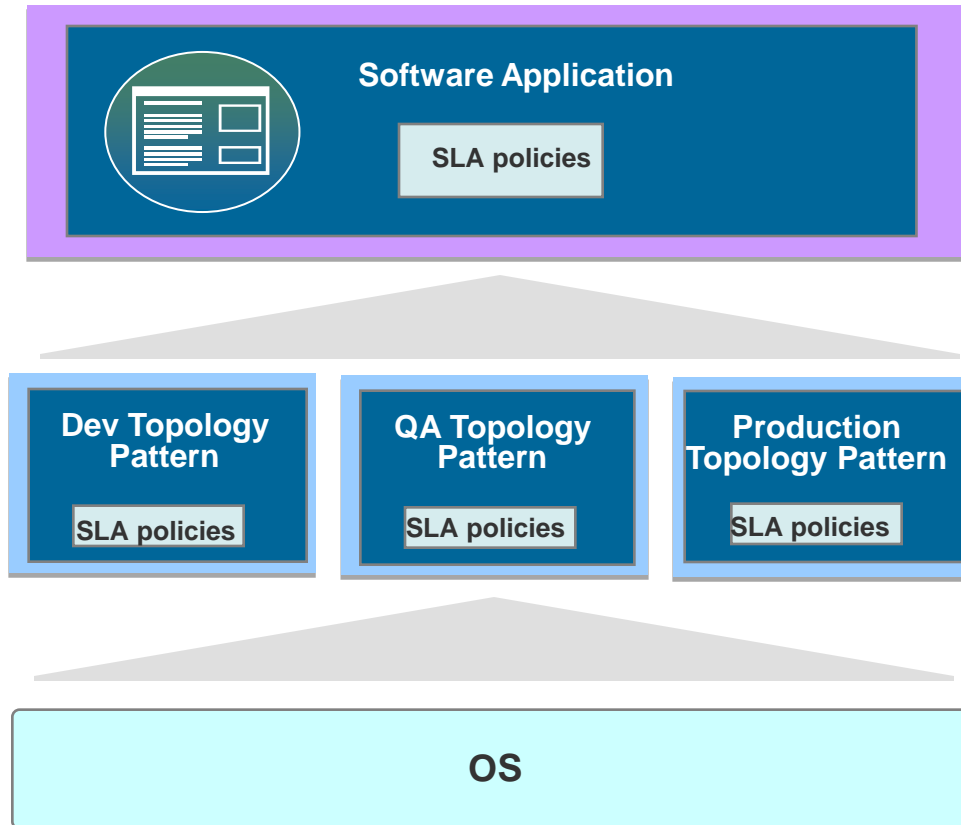 Software Application
SLA policies
Dev Topology
Pattern
SLA policies
QA Topology
Pattern
SLA policies
Production
Topology Pattern
SLA policies
OS